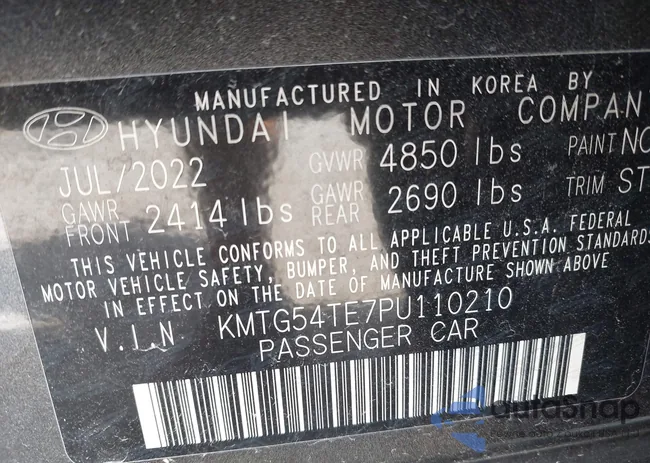 MANUFACTURED IN KOREA BY
HYUNDAI MOTOR COMPAN
JUL/2022 GVWR 4850 lbs PAINT NO
GAWR FRONT 2414 lbs GAWR REAR 2690 lbs TRIM ST
THIS VEHICLE CONFORMS TO ALL APPLICABLE U.S.A. FEDERAL
MOTOR VEHICLE SAFETY, BUMPER, AND THEFT PREVENTION STANDARDS
IN EFFECT ON THE DATE OF MANUFACTURE SHOWN ABOVE
V.I.N KMTG54TE7PU110210
PASSENGER CAR
autoSnap